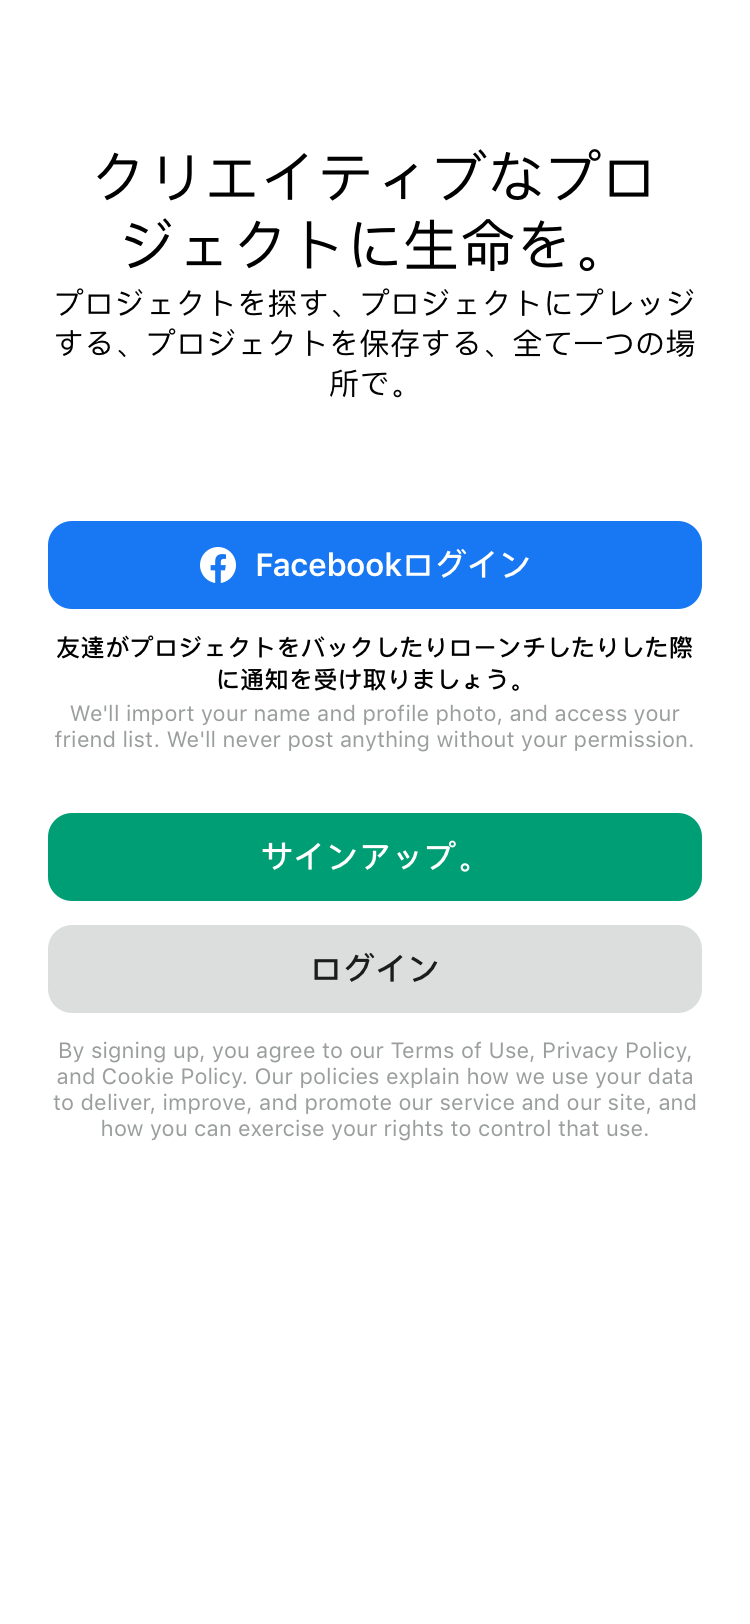 クリエイティブなプロ
ジェクトに生命を。
プロジェクトを探す、プロジェクトにプレッジ
する、プロジェクトを保存する、全て一つの場
所で。
Facebookログイン
友達がプロジェクトをバックしたりローンチしたりした際
に通知を受け取りましょう。
We'll import your name and profile photo, and access your
friend list. We'll never post anything without your permission.
サインアップ。
ログイン
By signing up, you agree to our Terms of Use, Privacy Policy,
and Cookie Policy. Our policies explain how we use your data
to deliver, improve, and promote our service and our site, and
how you can exercise your rights to control that use.